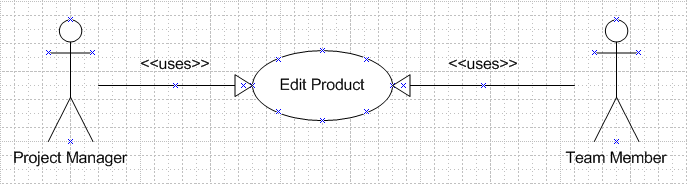 <<uses>>
<<uses>>
Edit Product
Project Manager
Team Member